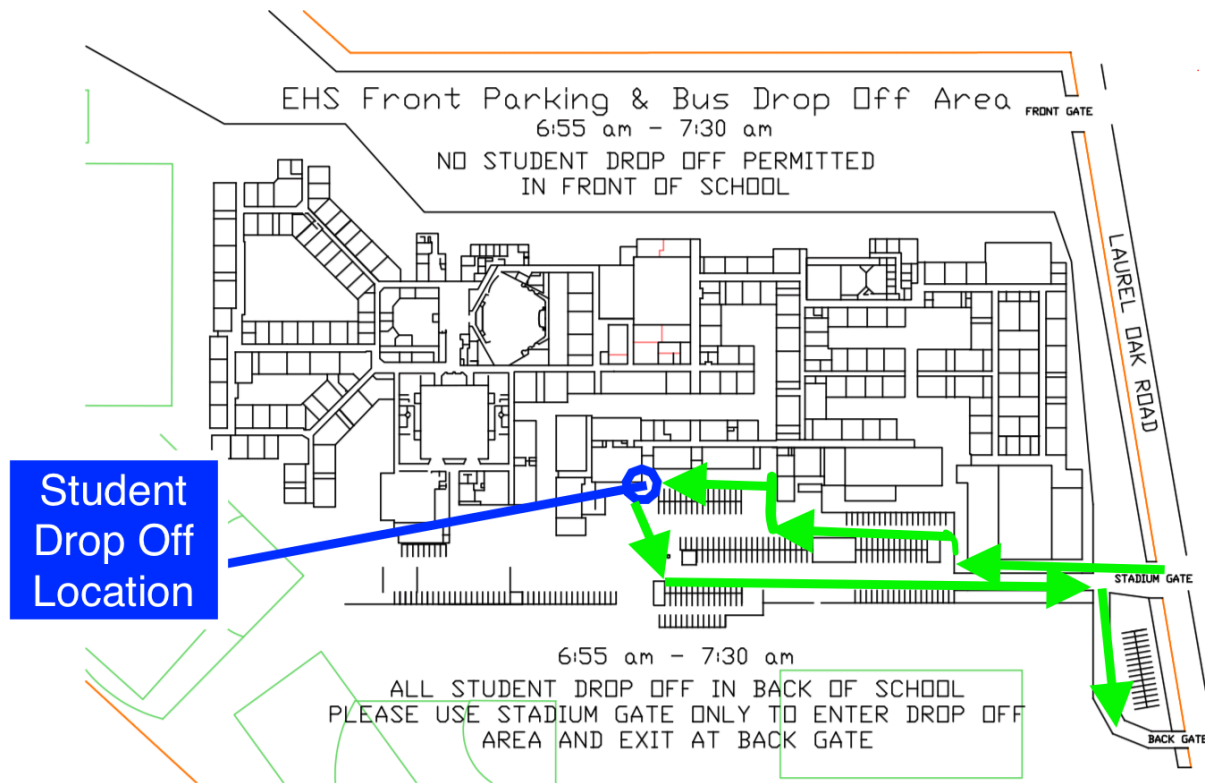 EHS Front Parking & Bus Drop Off Area
FRONT GATE
6:55 am - 7:30 am
NO STUDENT DROP OFF PERMITTED
IN FRONT OF SCHOOL
LAUREL OAK ROAD
Student
Drop Off
Location
STADIUM GATE
6:55 am - 7:30 am
ALL STUDENT DROP OFF IN BACK OF SCHOOL
PLEASE USE STADIUM GATE ONLY TO ENTER DROP OFF
AREA AND EXIT AT BACK GATE
BACK GATE